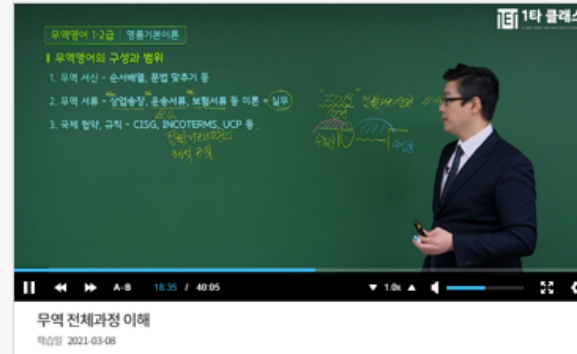 1타 클래스
무역영어 1·2급 명품기본이론
무역영어의 구성과 범위
1. 무역 서신 - 순서배열, 문법 맞추기 등
2. 무역 서류 - 상업송장, 운송서류, 보험서류 등 이론 + 실무
3. 국제 협약, 규칙 - CISG, INCOTERMS, UCP 등
해석 규칙
A-B 18:35 / 40:05 1.0x
무역 전체과정 이해
학습일 2021-03-08